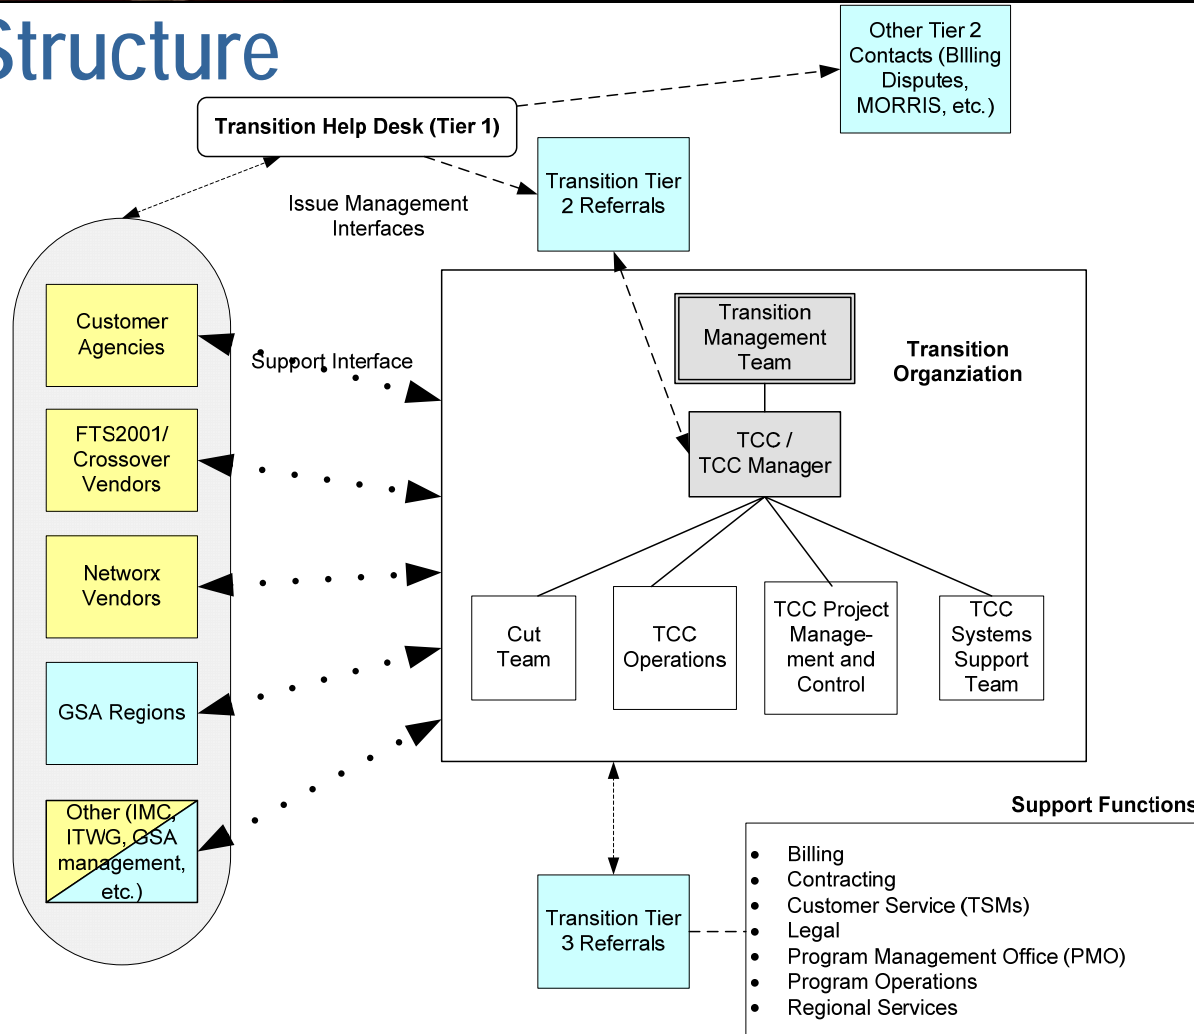 Structure
Other Tier 2
Contacts (BIlling
Disputes,
MORRIS, etc.)
Transition Help Desk (Tier 1)
Transition Tier
2 Referrals
Issue Management
Interfaces
Customer
Agencies
Support Interface
FTS2001/
Crossover
Vendors
Networx
Vendors
GSA Regions
Other (IMC,
ITWG, GSA
management,
etc.)
Transition
Management
Team
Transition
Organziation
TCC /
TCC Manager
Cut
Team
TCC
Operations
TCC Project
Manage-
ment and
Control
TCC
Systems
Support
Team
Transition Tier
3 Referrals
Support Functions
• Billing
• Contracting
• Customer Service (TSMs)
• Legal
• Program Management Office (PMO)
• Program Operations
• Regional Services